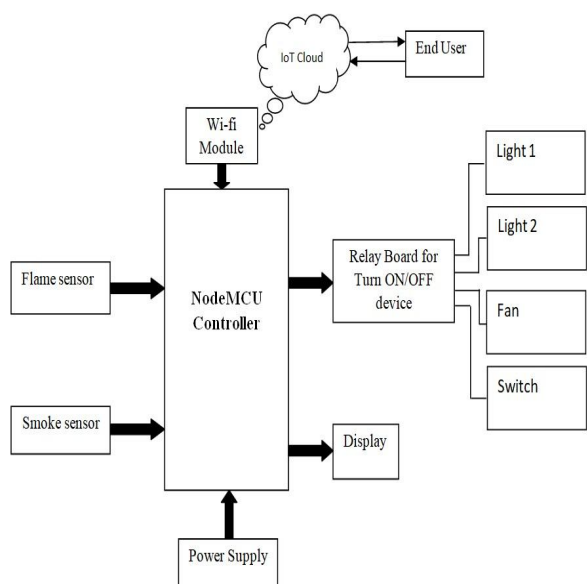 IoT Cloud
End User
Wi-fi
Module
Light 1
Light 2
Relay Board for
Turn ON/OFF
device
Flame sensor
NodeMCU
Controller
Fan
Switch
Smoke sensor
Display
Power Supply